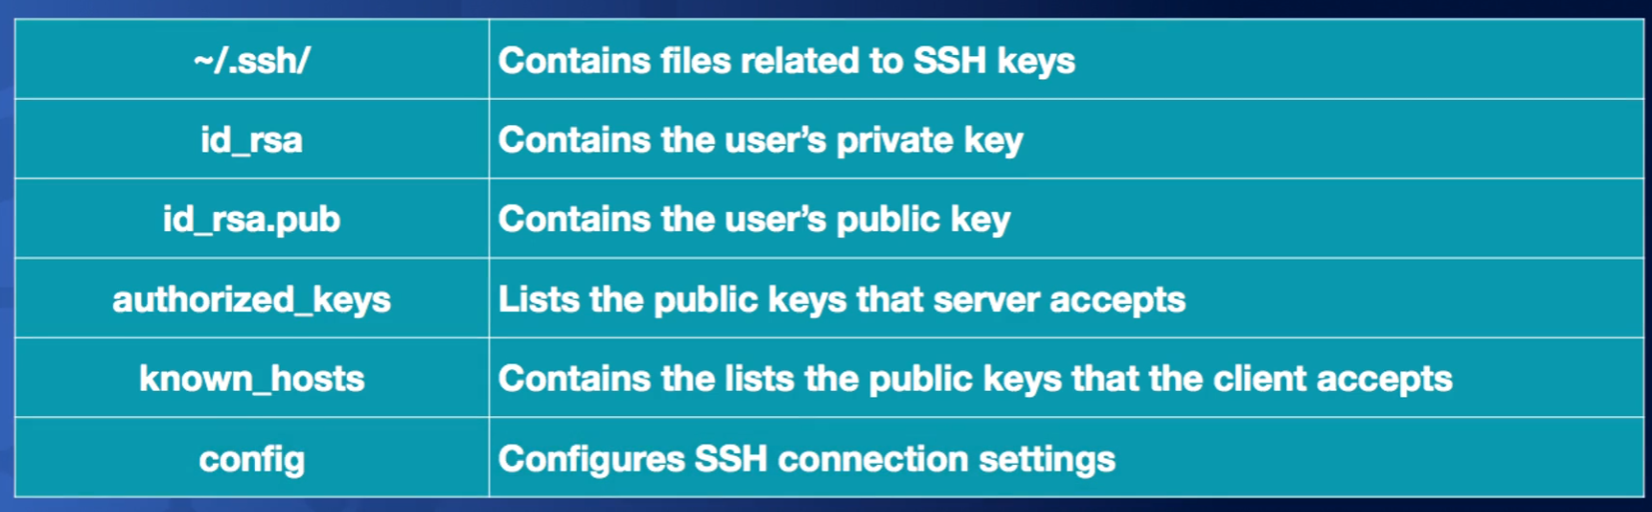 ~/.ssh/ Contains files related to SSH keys
id_rsa Contains the user’s private key
id_rsa.pub Contains the user’s public key
authorized_keys Lists the public keys that server accepts
known_hosts Contains the lists the public keys that the client accepts
config Configures SSH connection settings